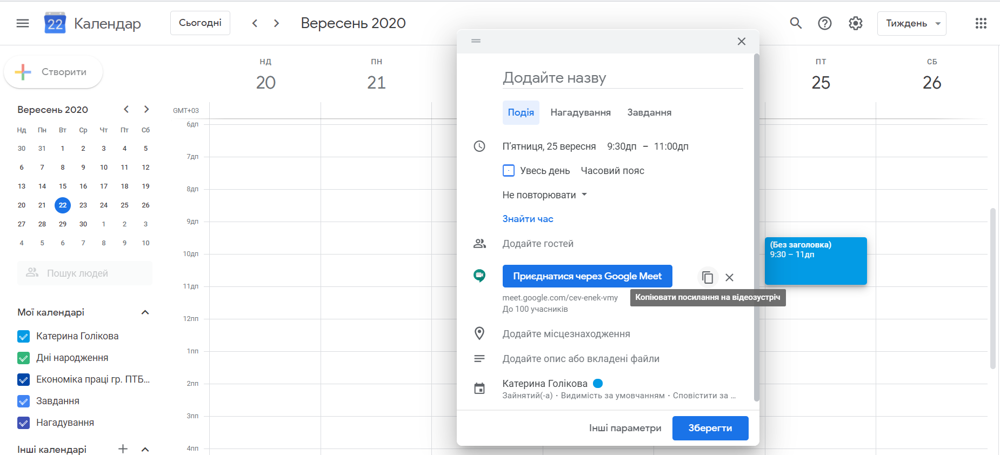 22 Календар Сьогодні Вересень 2020 Тиждень
Створити
Вересень 2020
Нд Пн Вт Ср Чт Пт Сб
30 31 1 2 3 4 5
6 7 8 9 10 11 12
13 14 15 16 17 18 19
20 21 22 23 24 25 26
27 28 29 30 1 2 3
4 5 6 7 8 9 10
Пошук людей
Мої календарі
Катерина Голікова
Дні народження
Економіка праці гр. ПТБ...
Завдання
Нагадування
Інші календарі
НД ПН ПТ СБ
20 21 25 26
GMT+03
6дп
7дп
8дп
9дп
10дп
11дп
12пп
1пп
2пп
3пп
4пп
Додайте назву
Подія Нагадування Завдання
П’ятниця, 25 вересня 9:30дп – 11:00дп
Увесь день Часовий пояс
Не повторювати
Знайти час
Додайте гостей
Приєднатися через Google Meet
meet.google.com/cev-enek-vmy
Копіювати посилання на відеозустріч
До 100 учасників
Додайте місцезнаходження
Додайте опис або вкладені файли
Катерина Голікова
Зайнятий(-а) · Видимість за умовчанням · Сповістити за ...
Інші параметри Зберегти
(Без заголовка)
9:30 – 11дп